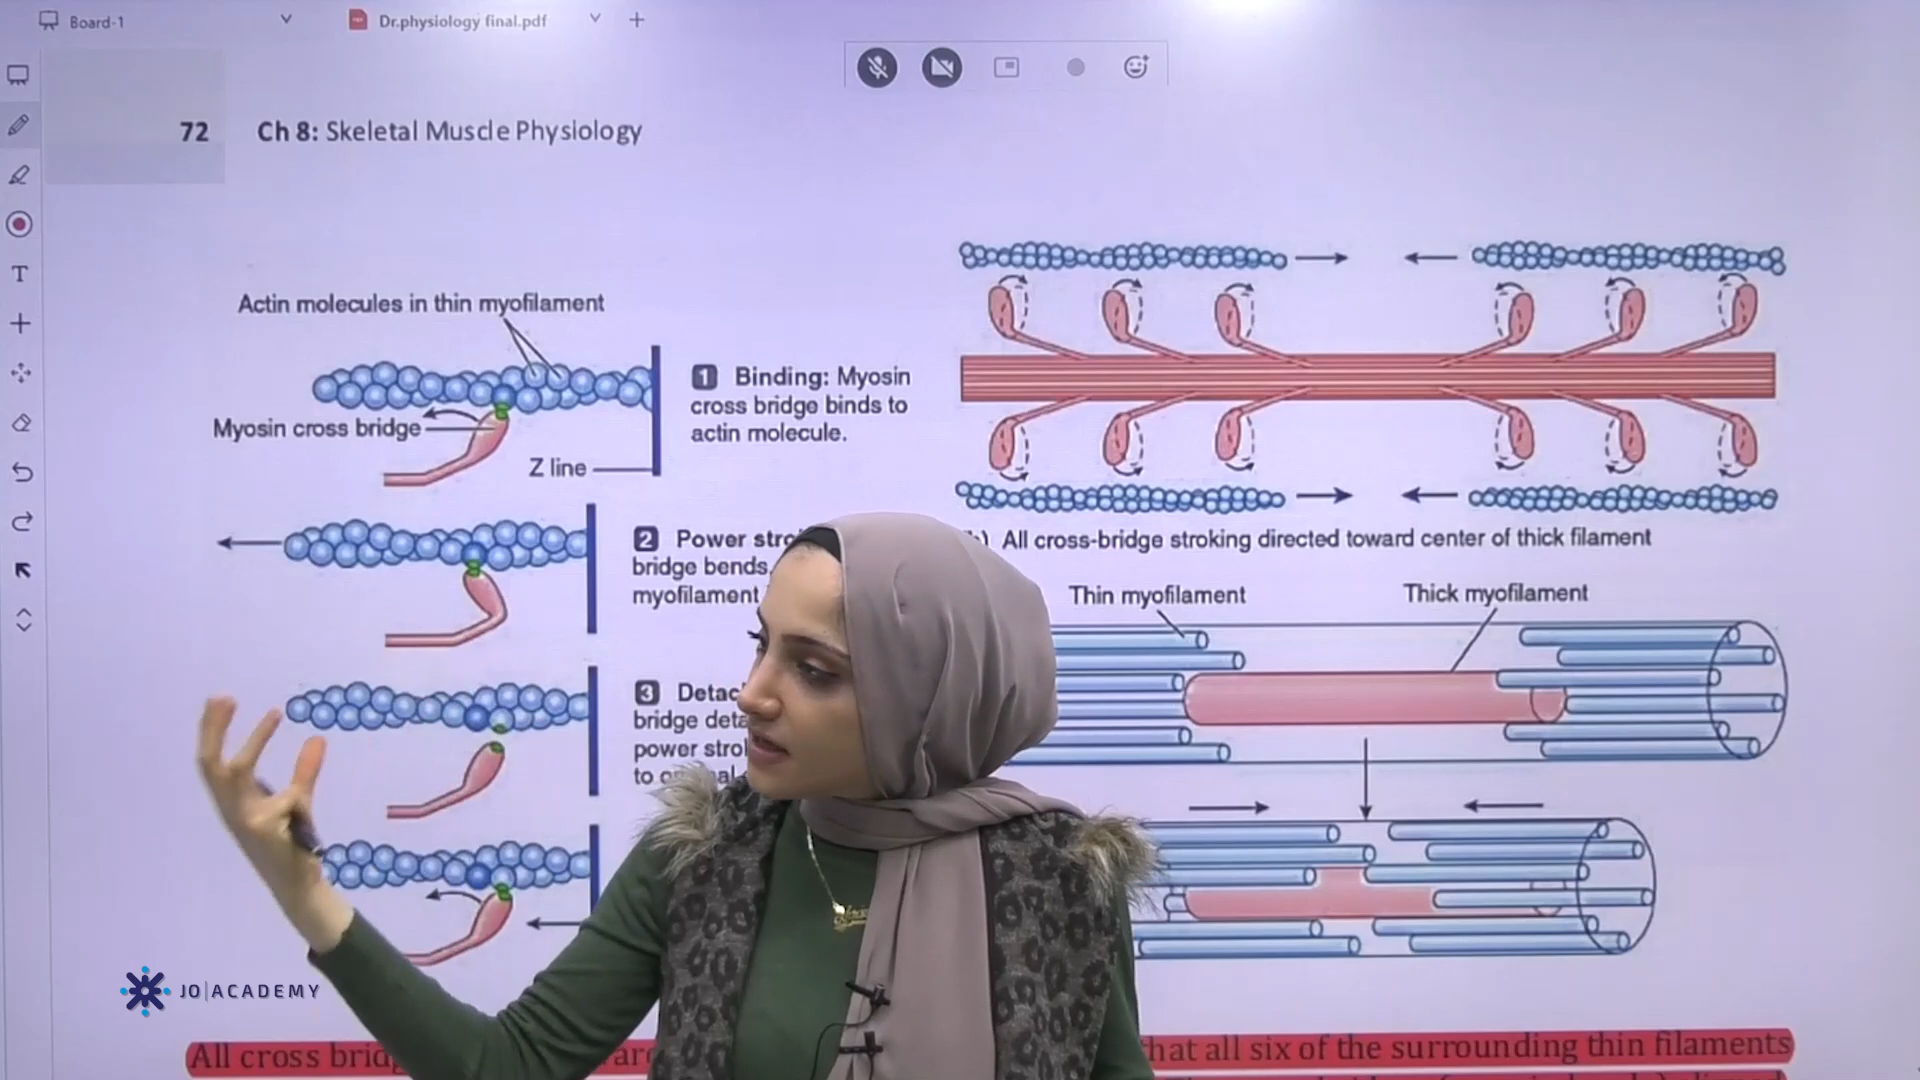 Board-1
Dr.physiology final.pdf
72 Ch 8: Skeletal Muscle Physiology
Actin molecules in thin myofilament
Myosin cross bridge
Z line
1 Binding: Myosin
cross bridge binds to
actin molecule.
2 Power
bridge bends
myofilament
3
bridge
power
to
All cross-bridge stroking directed toward center of thick filament
Thin myofilament
Thick myofilament
JO|ACADEMY
All cross
hat all six of the surrounding thin filaments
T